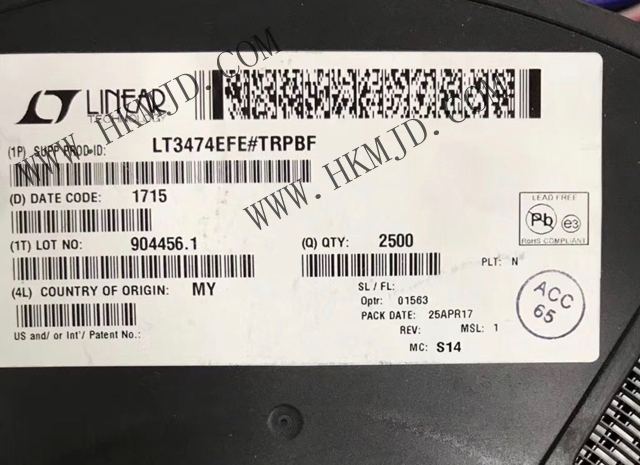 LINEAR
TECHNOLOGY
(1P) SUPP PROD-ID: LT3474EFE#TRPBF
(D) DATE CODE: 1715
(1T) LOT NO: 904456.1
(Q) QTY: 2500
(4L) COUNTRY OF ORIGIN: MY
US and/ or Int'/ Patent No.:
LEAD FREE
Pb e3
RoHS COMPLIANT
PLT: N
SL / FL:
Optr: 01563
PACK DATE: 25APR17
REV: MSL: 1
MC: S14
ACC
65
WWW.HKMJD.COM
WWW.HKMJD.COM